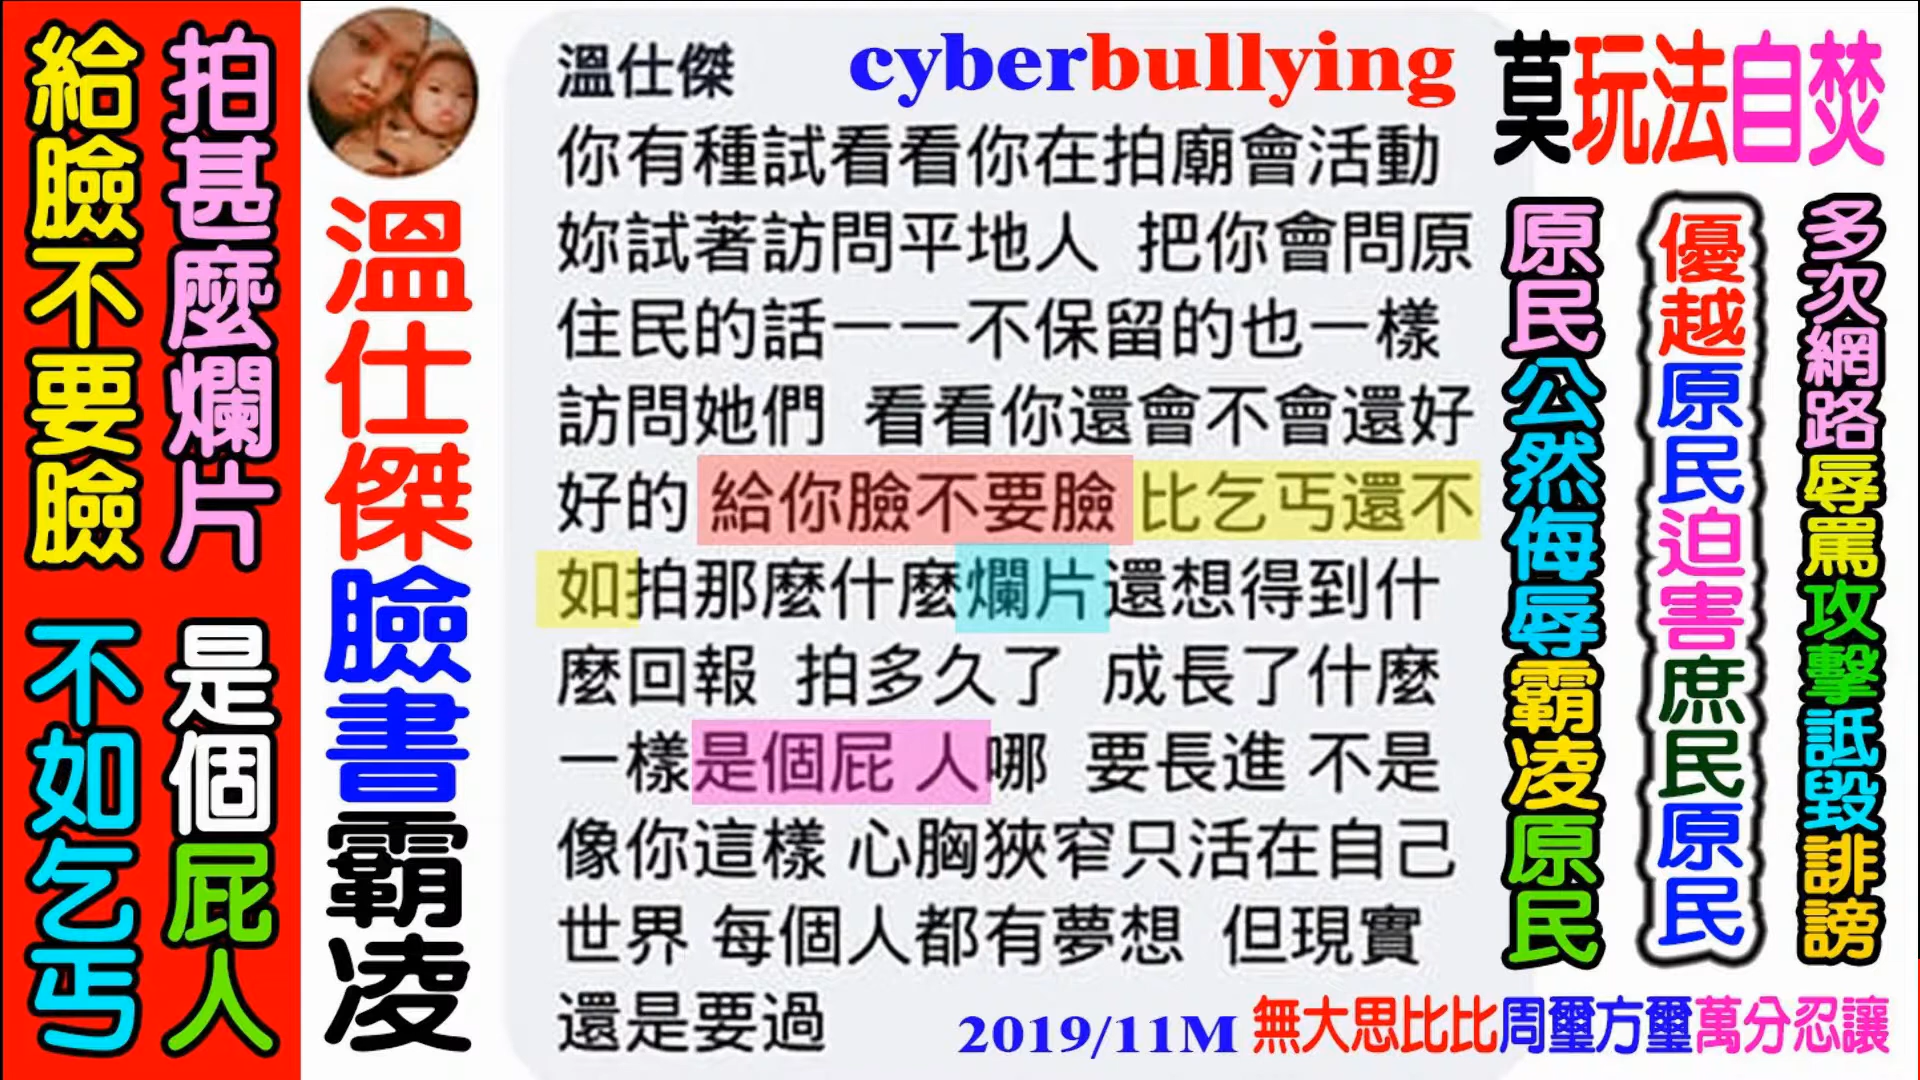 給臉不要臉 不如乞丐
拍甚麼爛片 是個屁人
溫仕傑臉書霸凌
溫仕傑
cyberbullying
你有種試看看你在拍廟會活動
妳試著訪問平地人 把你會問原
住民的話一一不保留的也一樣
訪問她們 看看你還會不會還好
好的 給你臉不要臉 比乞丐還不
如拍那麼什麼爛片還想得到什
麼回報 拍多久了 成長了什麼
一樣是個屁 人哪 要長進 不是
像你這樣 心胸狹窄只活在自己
世界 每個人都有夢想 但現實
還是要過
莫玩法自焚
原民公然侮辱霸凌原民
優越原民迫害庶民原民
多次網路辱罵攻擊詆毀誹謗
2019/11M 無大思比比周璽方璽萬分忍讓